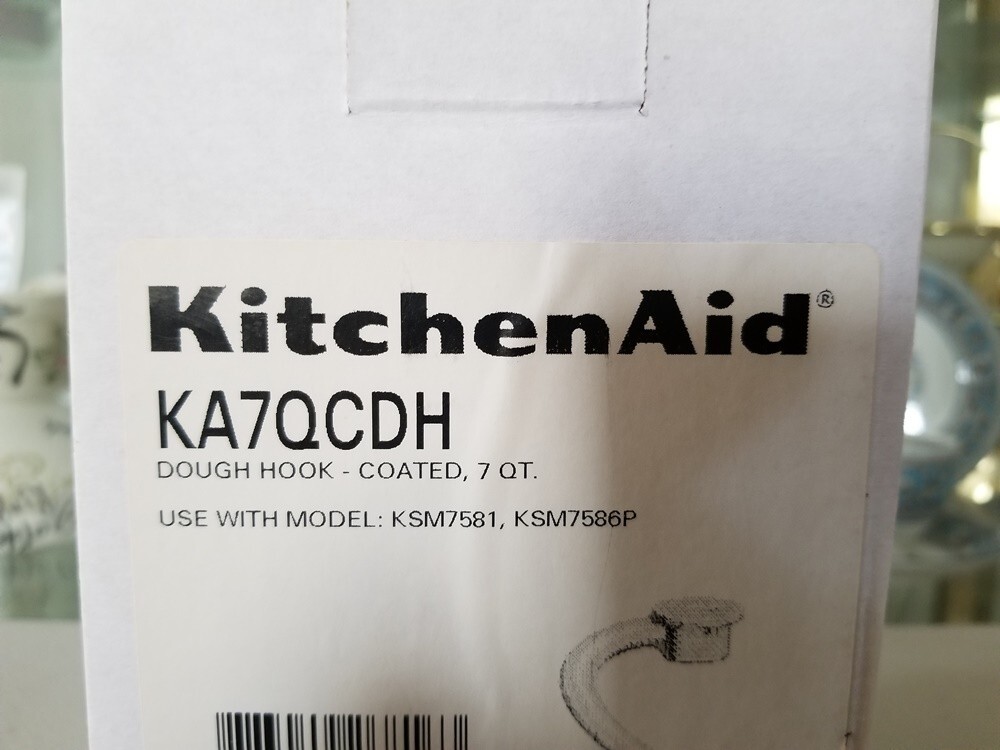 KitchenAid®
KA7QCDH
DOUGH HOOK - COATED, 7 QT.
USE WITH MODEL: KSM7581, KSM7586P